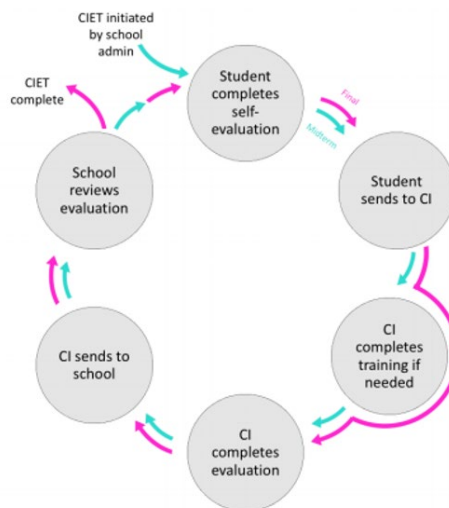 CIET initiated
by school
admin
CIET
complete
Student
completes
self-
evaluation
Final
Midterm
Student
sends to CI
CI
completes
training if
needed
CI
completes
evaluation
CI sends to
school
School
reviews
evaluation